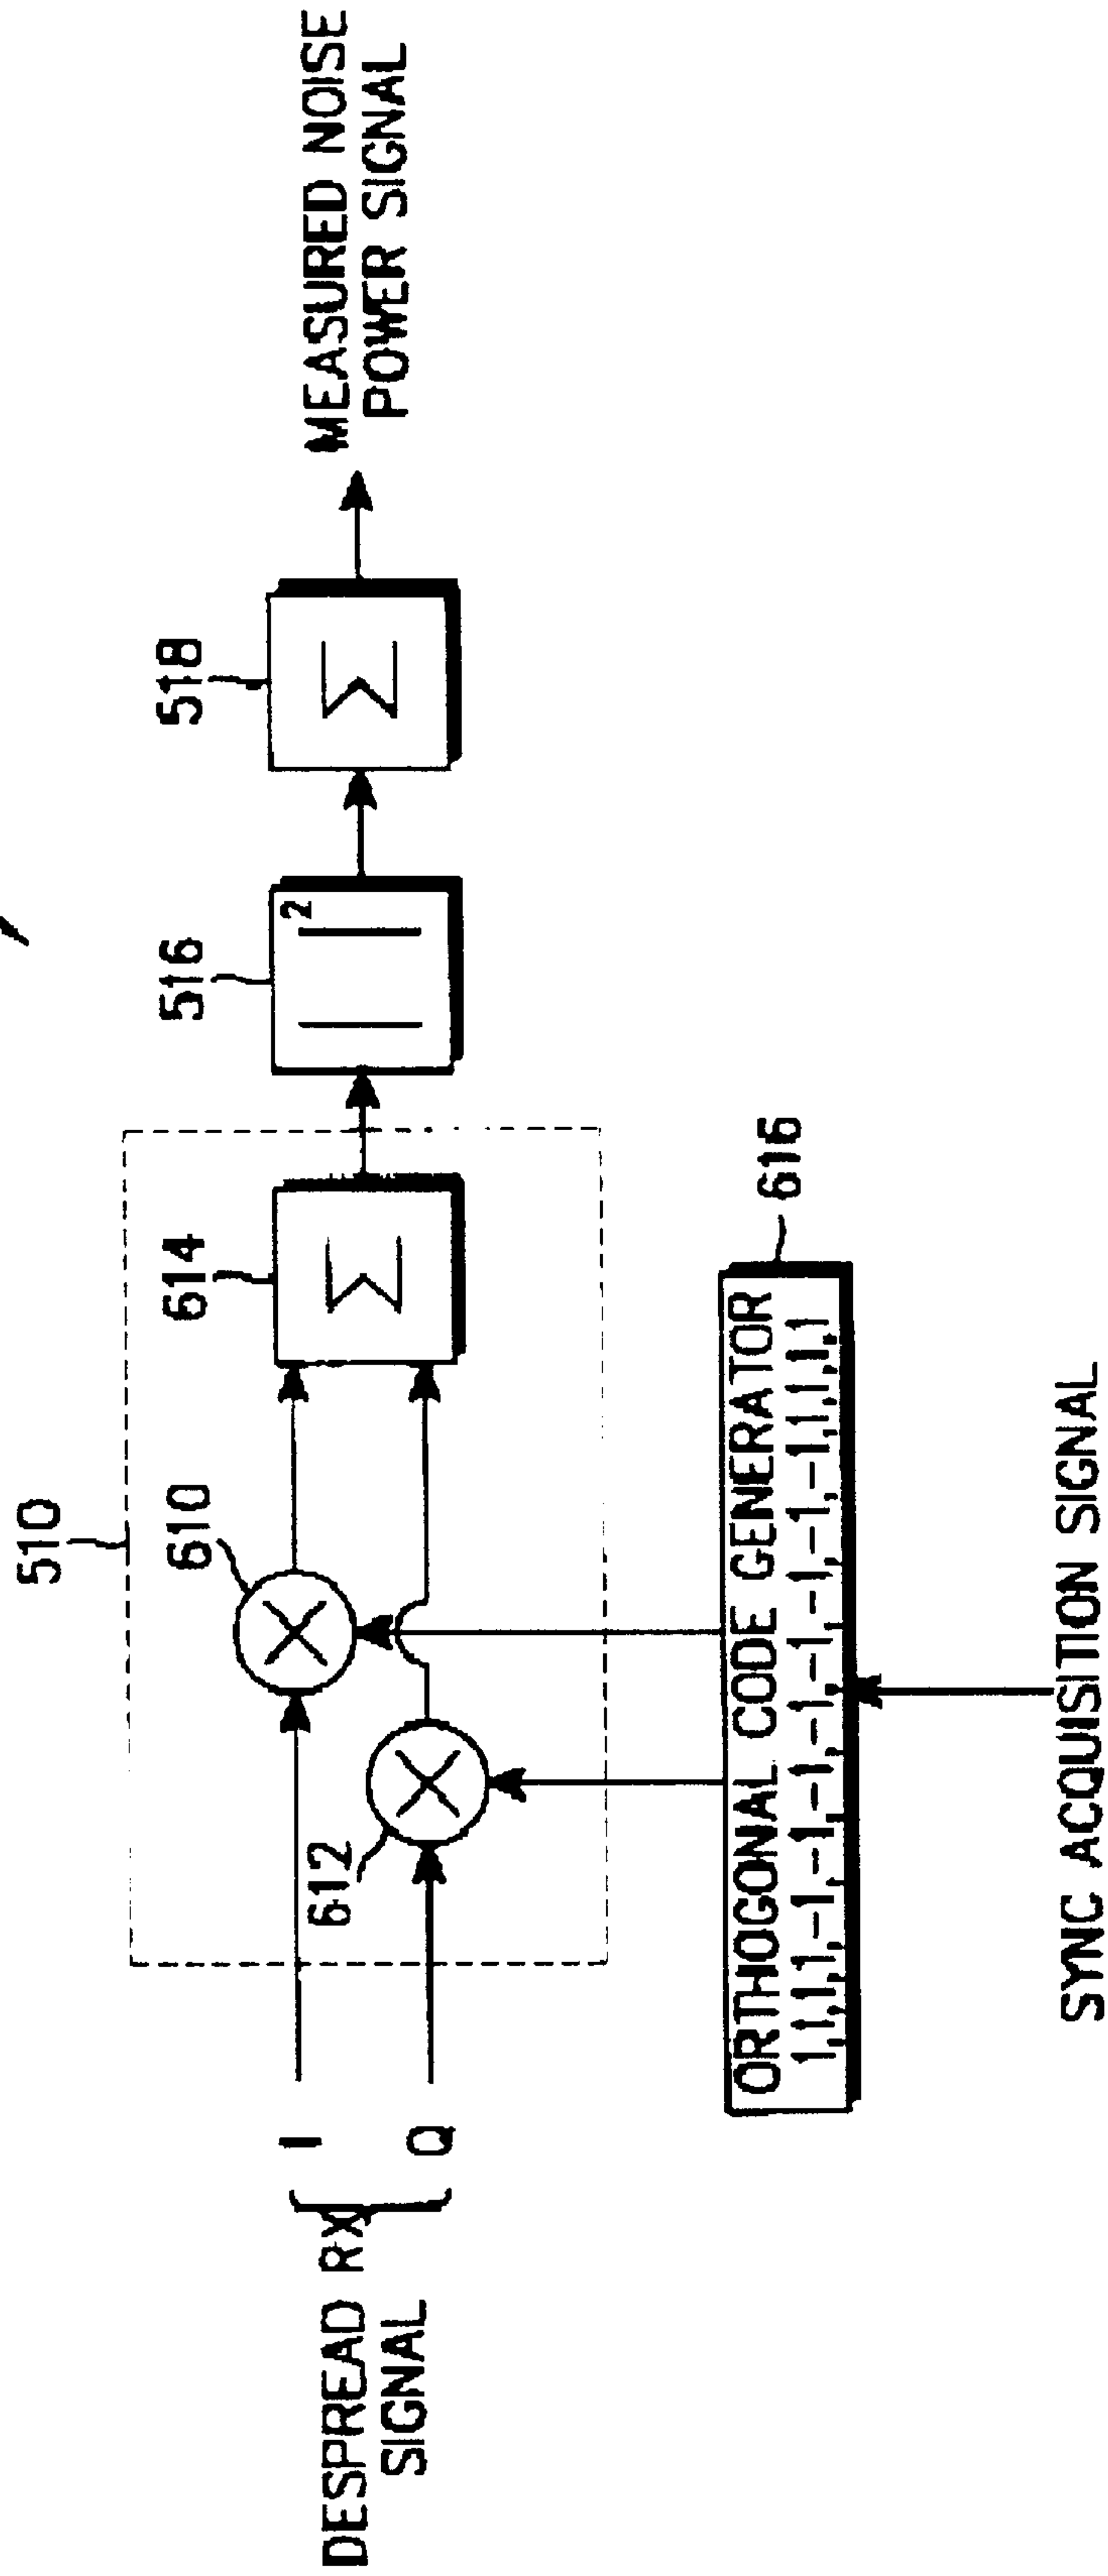 510
610
612
614
516
518
2
DESPREAD RX
SIGNAL
I
Q
MEASURED NOISE
POWER SIGNAL
616
ORTHOGONAL CODE GENERATOR
1,1,1,1,-1,-1,-1,-1,-1,-1,-1,-1,1,1,1,1
SYNC ACQUISITION SIGNAL